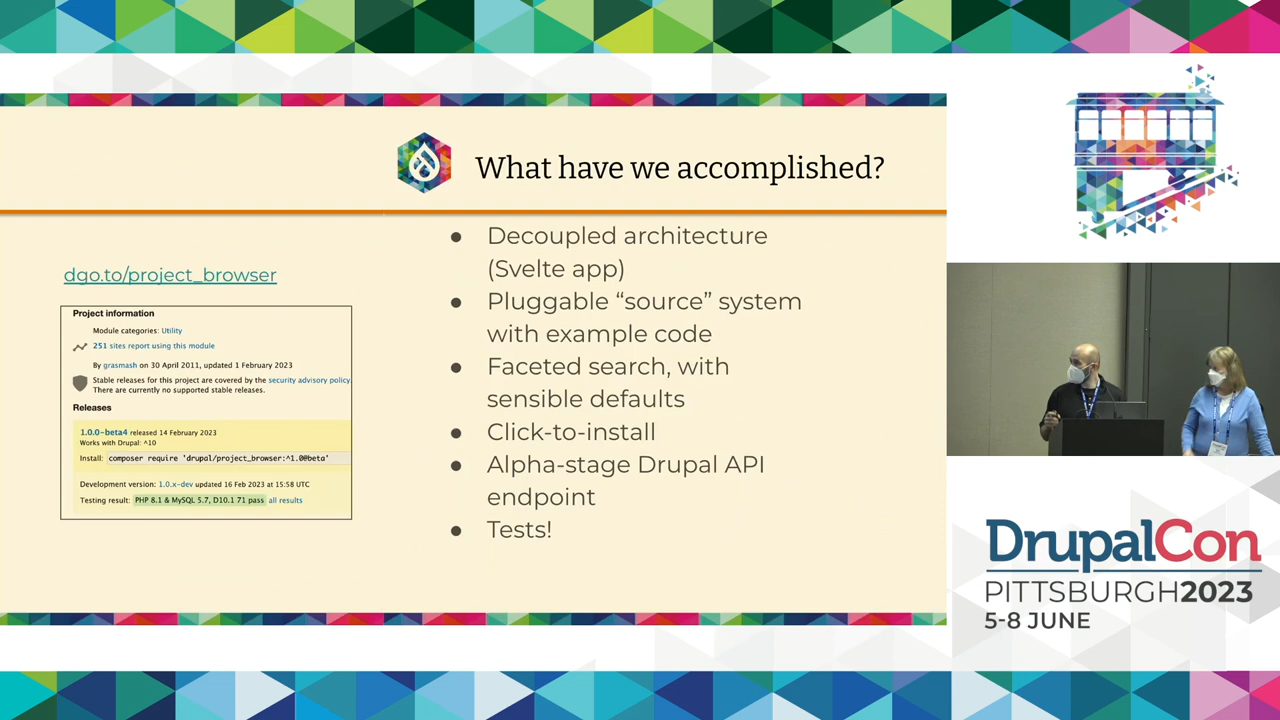 What have we accomplished?
dgo.to/project_browser
Project information
Module categories: Utility
251 sites report using this module
By grasmash on 30 April 2011, updated 1 February 2023
Stable releases for this project are covered by the security advisory policy.
There are currently no supported stable releases.
Releases
1.0.0-beta4 released 14 February 2023
Works with Drupal: ^10
Install: composer require 'drupal/project_browser:^1.0@beta'
Development version: 1.0.x-dev updated 16 Feb 2023 at 15:58 UTC
Testing result: PHP 8.1 & MySQL 5.7, D10.1 71 pass all results
● Decoupled architecture
(Svelte app)
● Pluggable “source” system
with example code
● Faceted search, with
sensible defaults
● Click-to-install
● Alpha-stage Drupal API
endpoint
● Tests!
DrupalCon
PITTSBURGH2023
5-8 JUNE